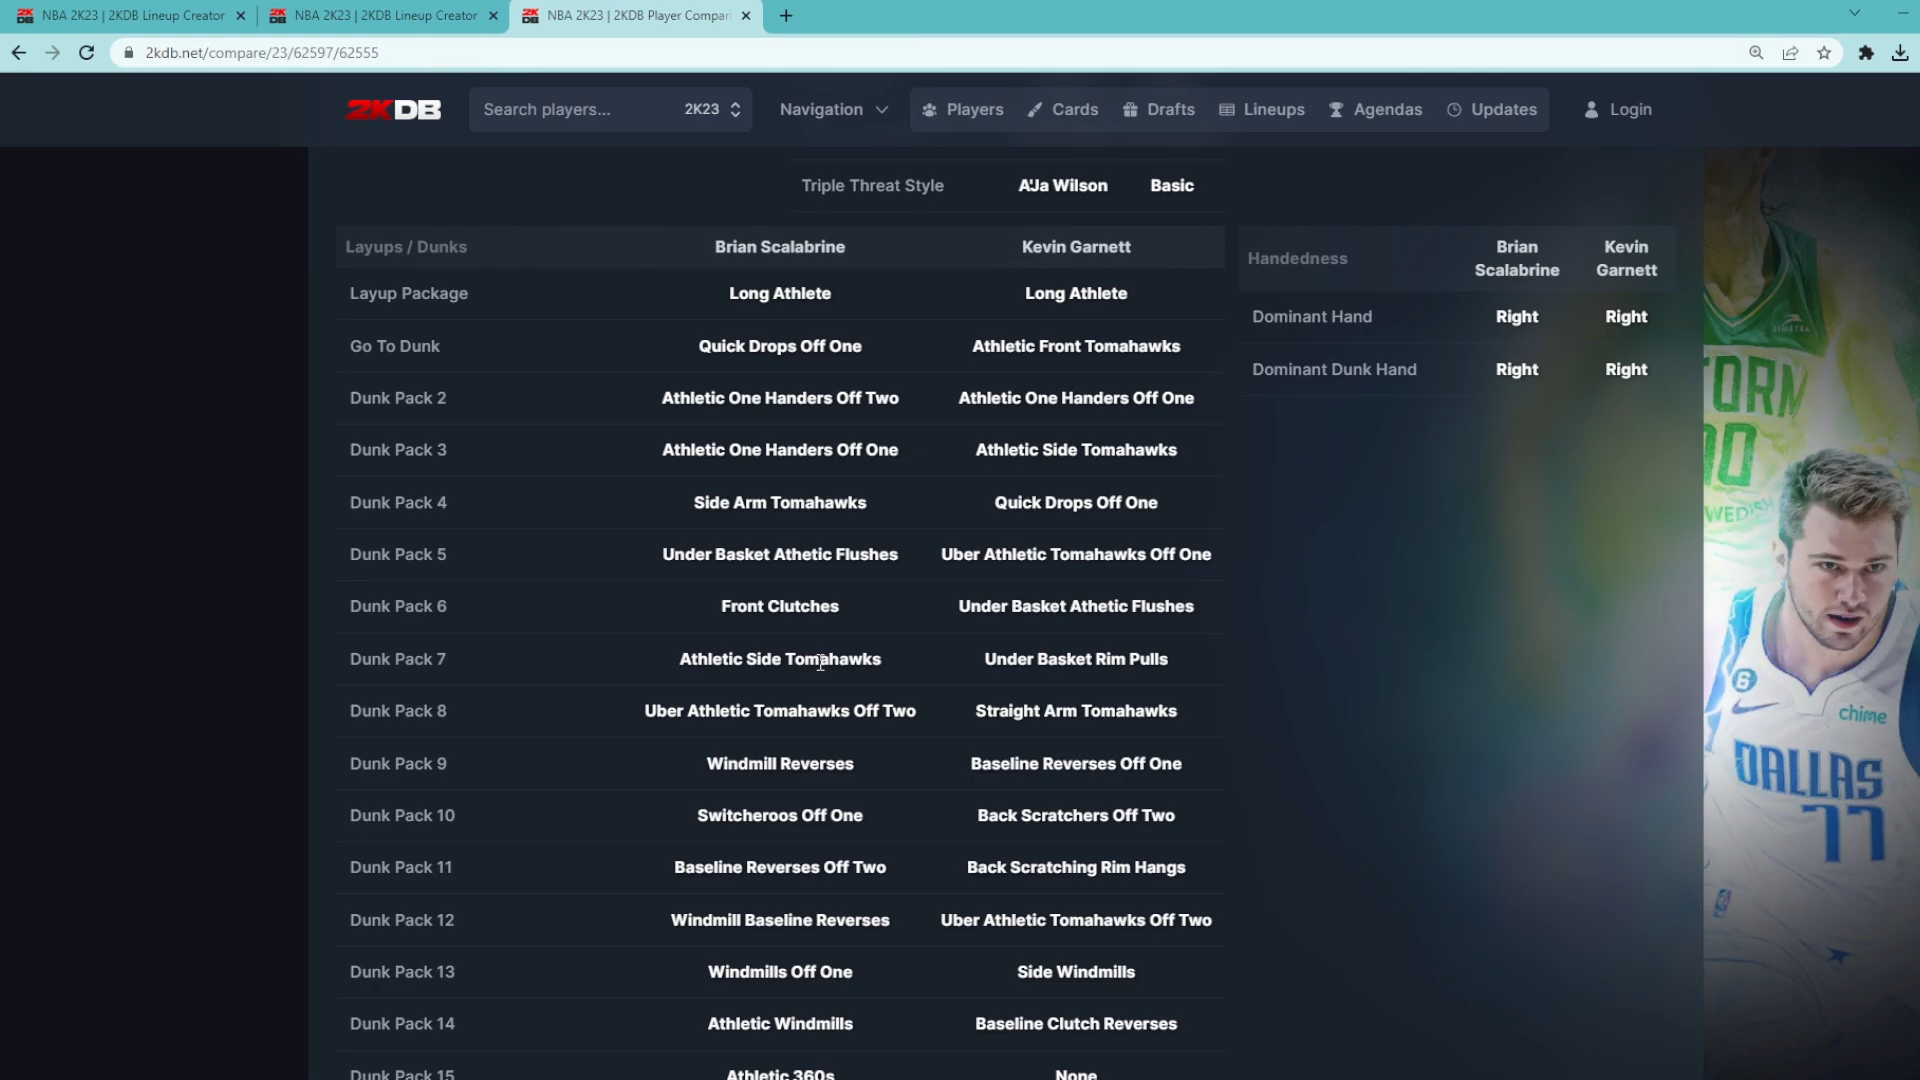 NBA 2K23 | 2KDB Lineup Creator NBA 2K23 | 2KDB Lineup Creator NBA 2K23 | 2KDB Player Compar
2kdb.net/compare/23/62597/62555
2KDB Search players... 2K23 Navigation Players Cards Drafts Lineups Agendas Updates Login
Triple Threat Style A'Ja Wilson Basic
Layups / Dunks Brian Scalabrine Kevin Garnett
Layup Package Long Athlete Long Athlete
Go To Dunk Quick Drops Off One Athletic Front Tomahawks
Dunk Pack 2 Athletic One Handers Off Two Athletic One Handers Off One
Dunk Pack 3 Athletic One Handers Off One Athletic Side Tomahawks
Dunk Pack 4 Side Arm Tomahawks Quick Drops Off One
Dunk Pack 5 Under Basket Athetic Flushes Uber Athletic Tomahawks Off One
Dunk Pack 6 Front Clutches Under Basket Athetic Flushes
Dunk Pack 7 Athletic Side Tomahawks Under Basket Rim Pulls
Dunk Pack 8 Uber Athletic Tomahawks Off Two Straight Arm Tomahawks
Dunk Pack 9 Windmill Reverses Baseline Reverses Off One
Dunk Pack 10 Switcheroos Off One Back Scratchers Off Two
Dunk Pack 11 Baseline Reverses Off Two Back Scratching Rim Hangs
Dunk Pack 12 Windmill Baseline Reverses Uber Athletic Tomahawks Off Two
Dunk Pack 13 Windmills Off One Side Windmills
Dunk Pack 14 Athletic Windmills Baseline Clutch Reverses
Dunk Pack 15 Athletic 360s None
Handedness Brian Scalabrine Kevin Garnett
Dominant Hand Right Right
Dominant Dunk Hand Right Right
6
chime
DALLAS
77